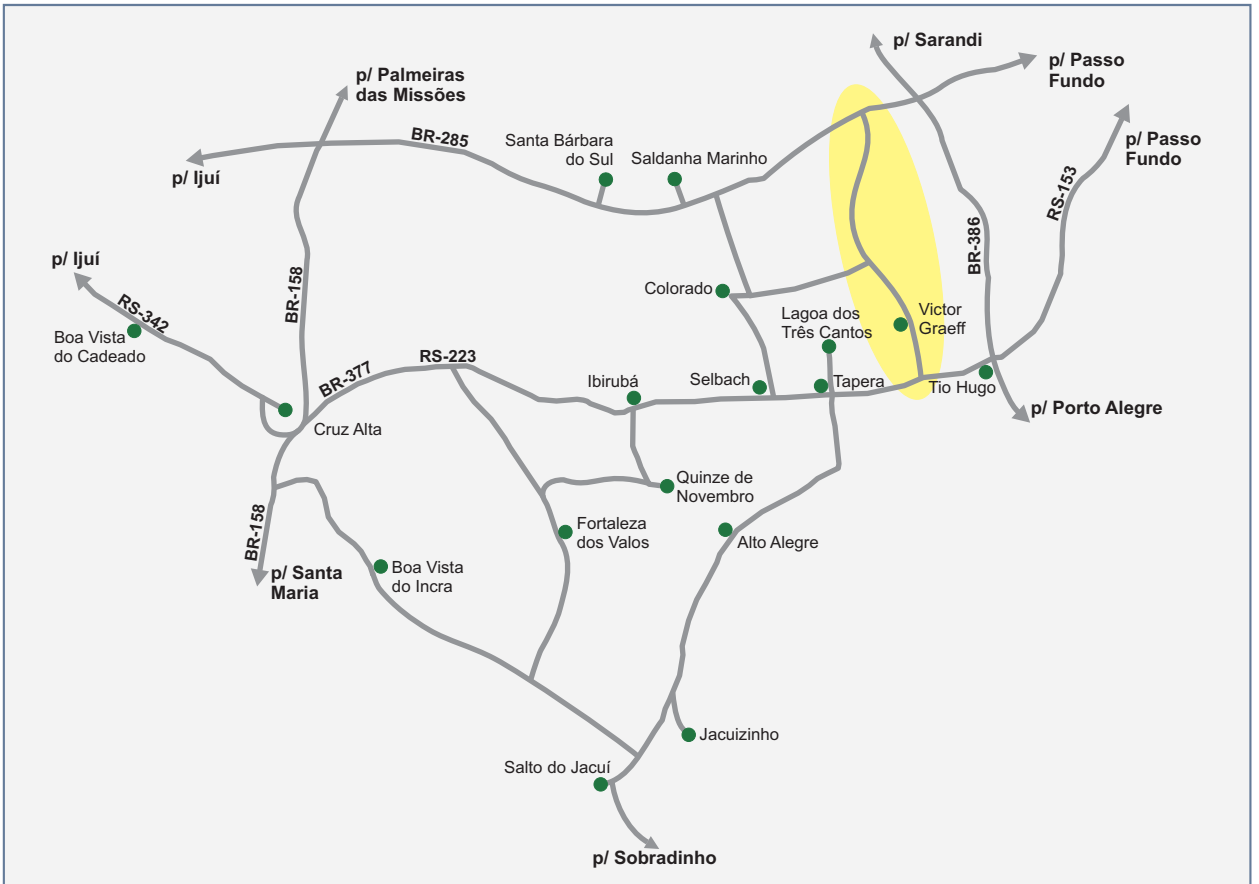 p/ Sarandi
p/ Passo
Fundo
p/ Palmeiras
das Missões
BR-285
Santa Bárbara
do Sul
Saldanha Marinho
p/ Passo
Fundo
p/ Ijuí
RS-153
BR-386
p/ Ijuí
BR-158
Colorado
RS-342
Boa Vista
do Cadeado
Lagoa dos
Três Cantos
Victor
Graeff
BR-377
RS-223
Ibirubá
Selbach
Tapera
Tio Hugo
p/ Porto Alegre
Cruz Alta
Quinze de
Novembro
BR-158
Fortaleza
dos Valos
Alto Alegre
p/ Santa
Maria
Boa Vista
do Incra
Jacuizinho
Salto do Jacuí
p/ Sobradinho